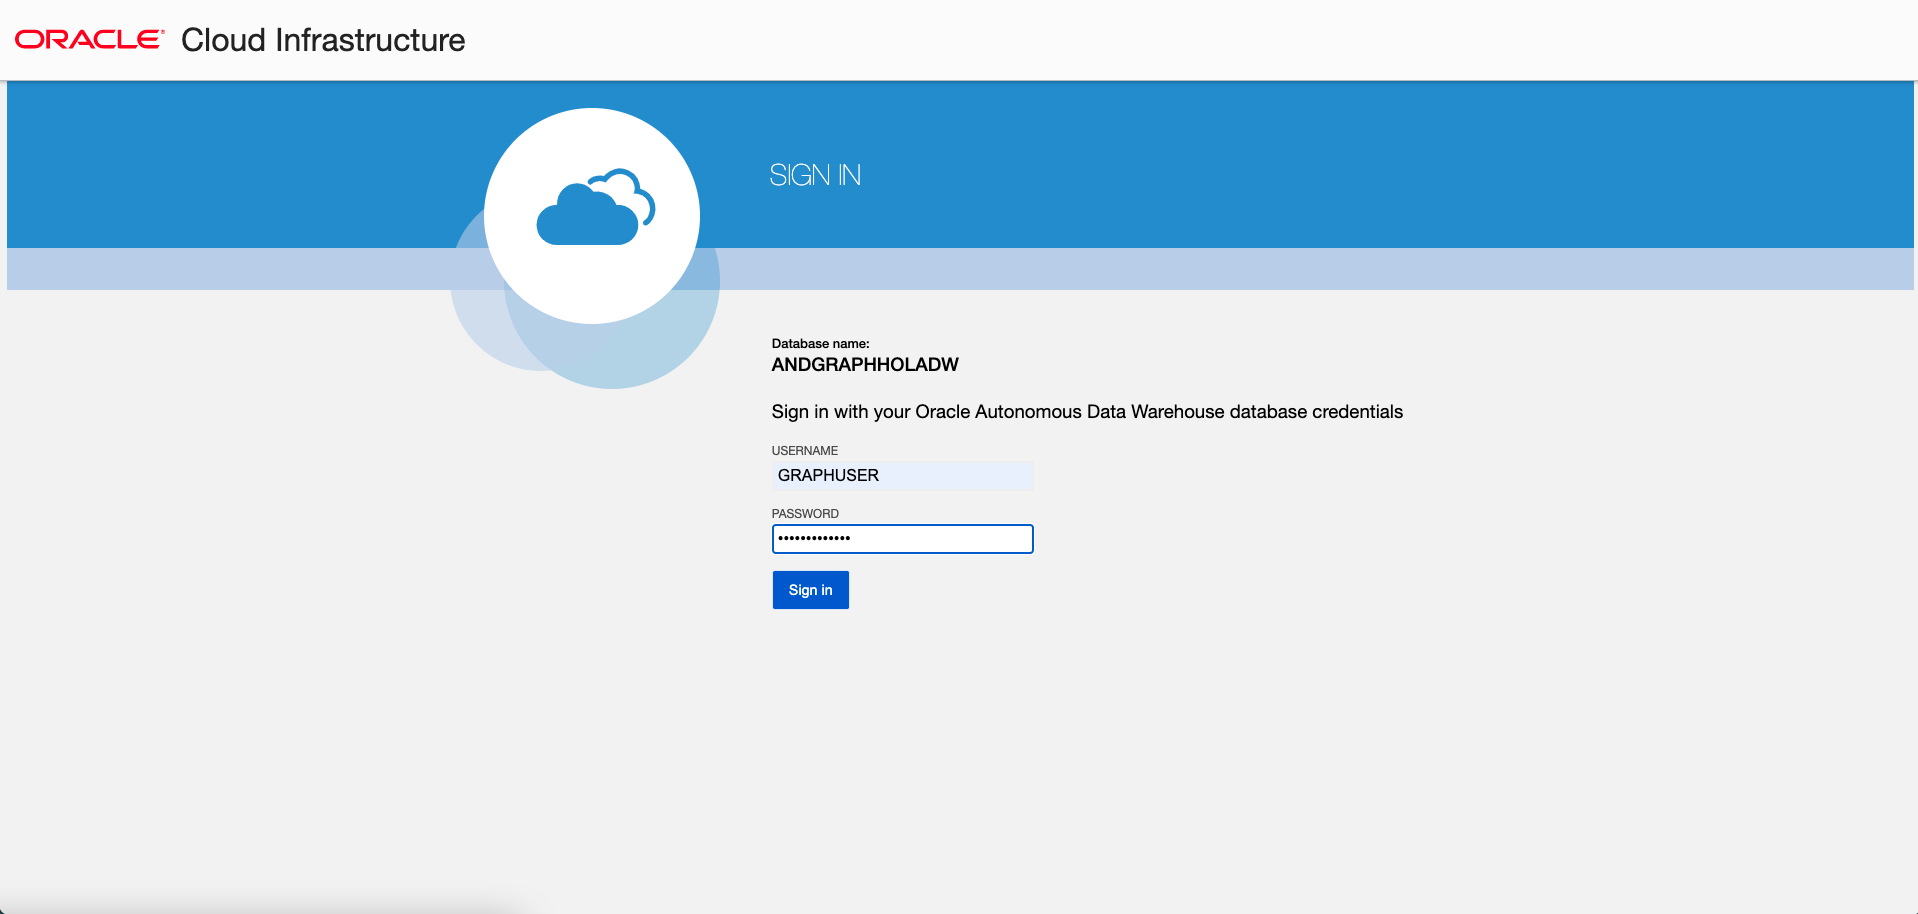 ORACLE® Cloud Infrastructure
SIGN IN
Database name:
ANDGRAPHHOLADW
Sign in with your Oracle Autonomous Data Warehouse database credentials
USERNAME
GRAPHUSER
PASSWORD
•••••••••••••
Sign in